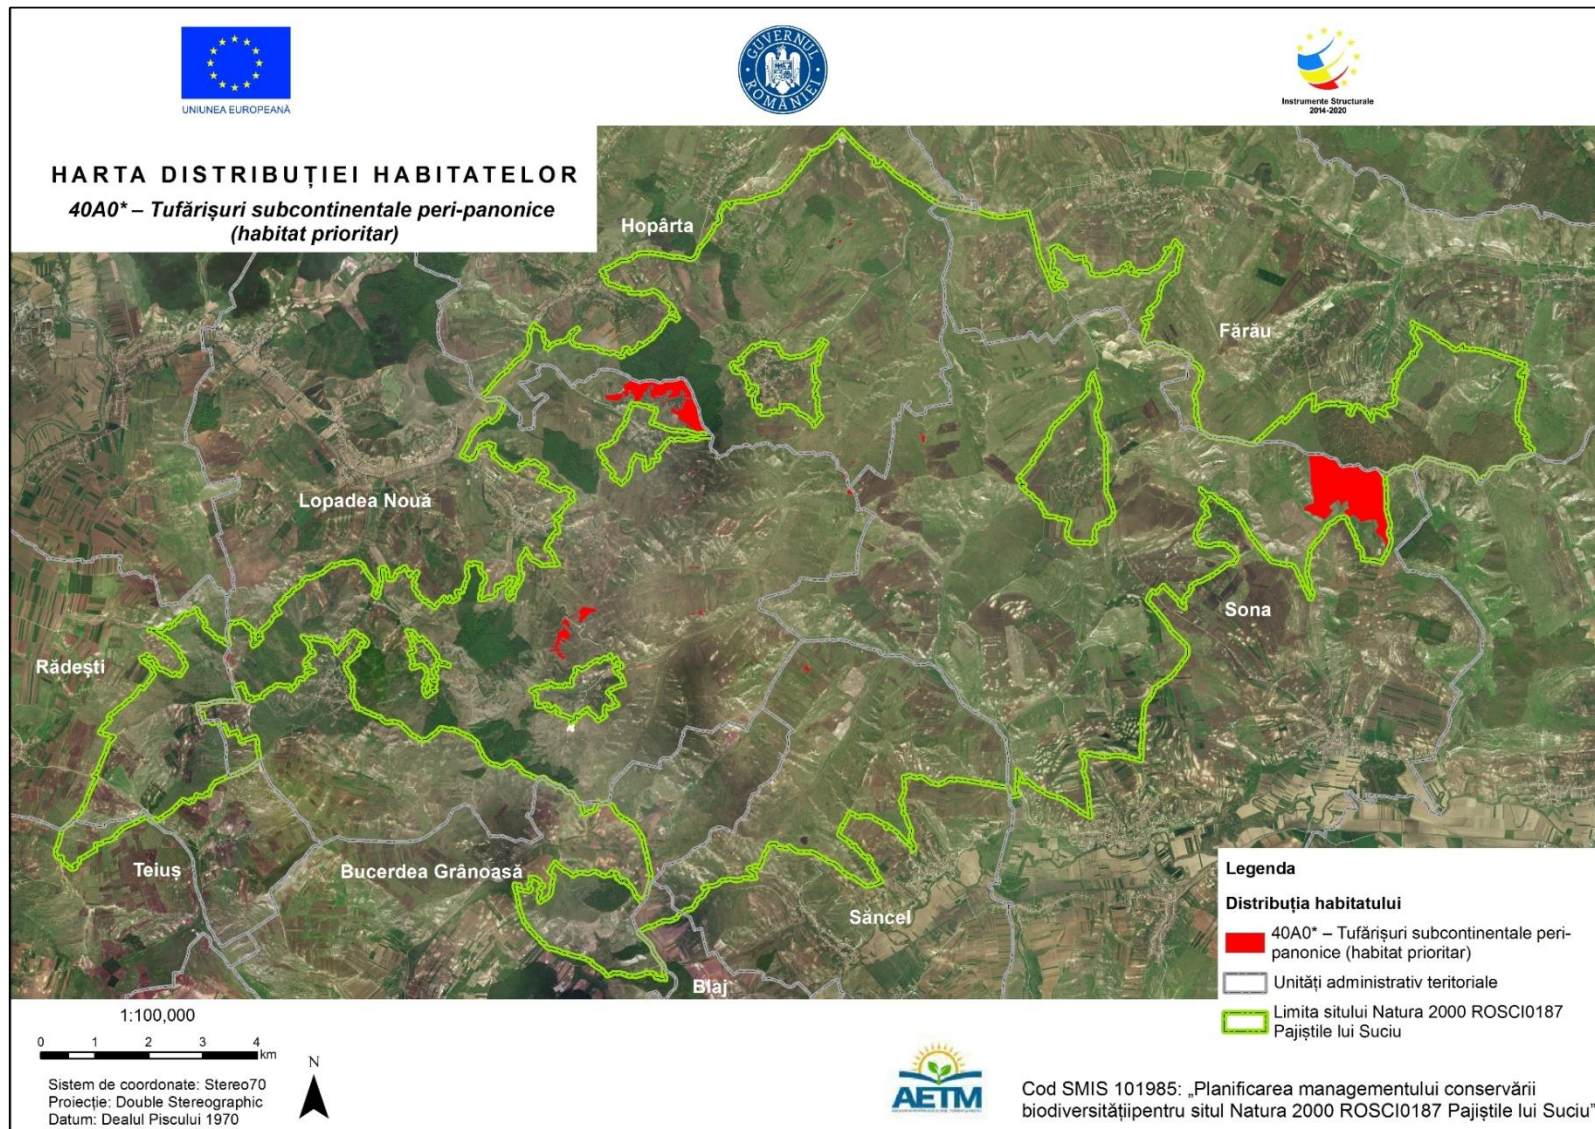 UNIUNEA EUROPEANĂ
GUVERNUL ROMÂNIEI
Instrumente Structurale
2014-2020
HARTA DISTRIBUȚIEI HABITATELOR
40A0* – Tufărișuri subcontinentale peri-panonice
(habitat prioritar)
Hopârta
Fărău
Lopadea Nouă
Sona
Rădești
Teiuș
Bucerdea Grânoasă
Sâncel
Blaj
Legenda
Distribuția habitatului
40A0* – Tufărișuri subcontinentale peri-
panonice (habitat prioritar)
Unități administrativ teritoriale
Limita sitului Natura 2000 ROSCI0187
Pajiștile lui Suciu
1:100,000
0 1 2 3 4
km
N
Sistem de coordonate: Stereo70
Proiecție: Double Stereographic
Datum: Dealul Piscului 1970
AETM
Cod SMIS 101985: „Planificarea managementului conservării
biodiversitățiipentru situl Natura 2000 ROSCI0187 Pajiștile lui Suciu”